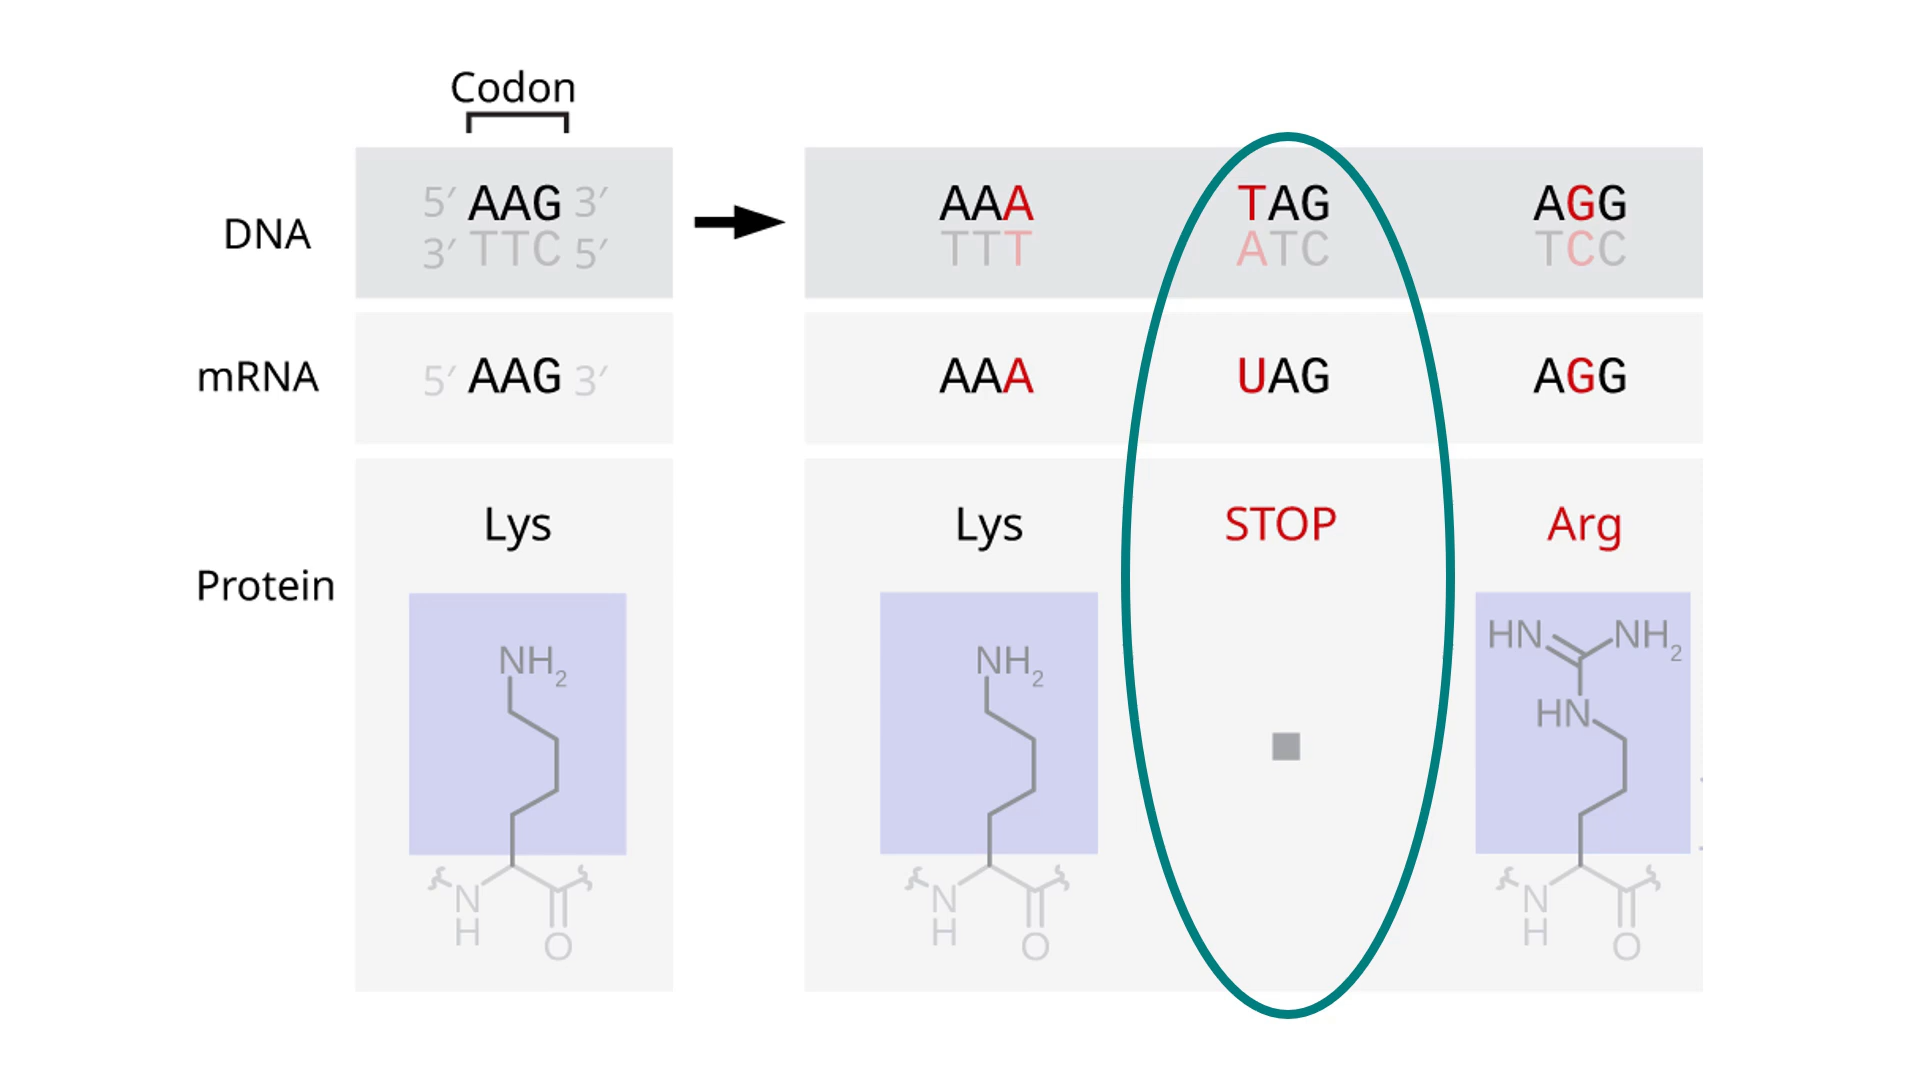 Codon
DNA
5′ AAG 3′
3′ TTC 5′
AAA
TTT
TAG
ATC
AGG
TCC
mRNA
5′ AAG 3′
AAA
UAG
AGG
Protein
Lys
Lys
STOP
Arg
NH2
N
H
O
NH2
N
H
O
HN
NH2
HN
N
H
O